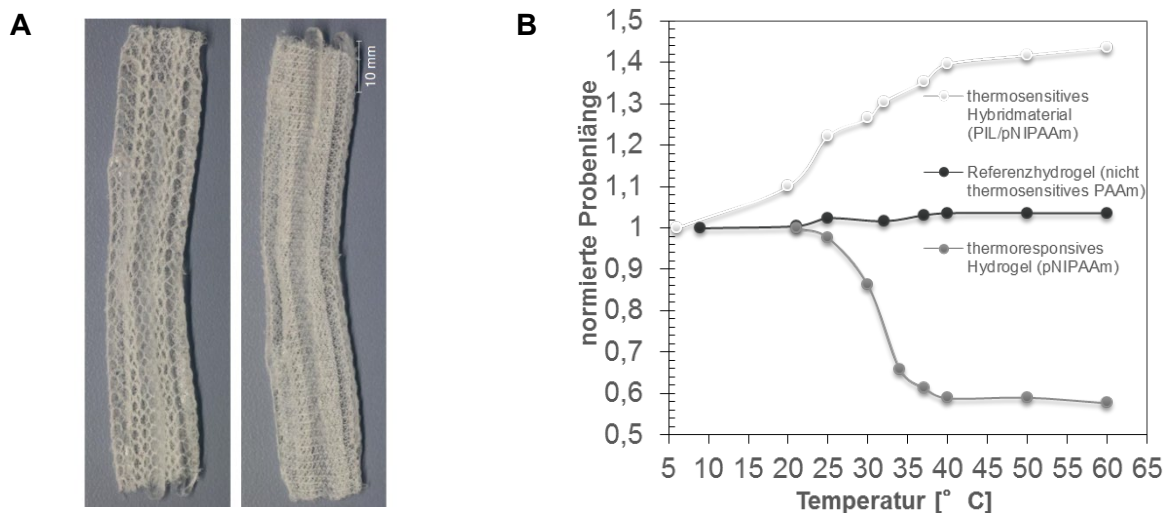 A
10 mm
B
normierte Probenlänge
1,5
1,4
1,3
1,2
1,1
1
0,9
0,8
0,7
0,6
0,5
thermosensitives
Hybridmaterial
(PIL/pNIPAAm)
Referenzhydrogel (nicht
thermosensitives PAAm)
thermoresponsives
Hydrogel (pNIPAAm)
5 10 15 20 25 30 35 40 45 50 55 60 65
Temperatur [° C]